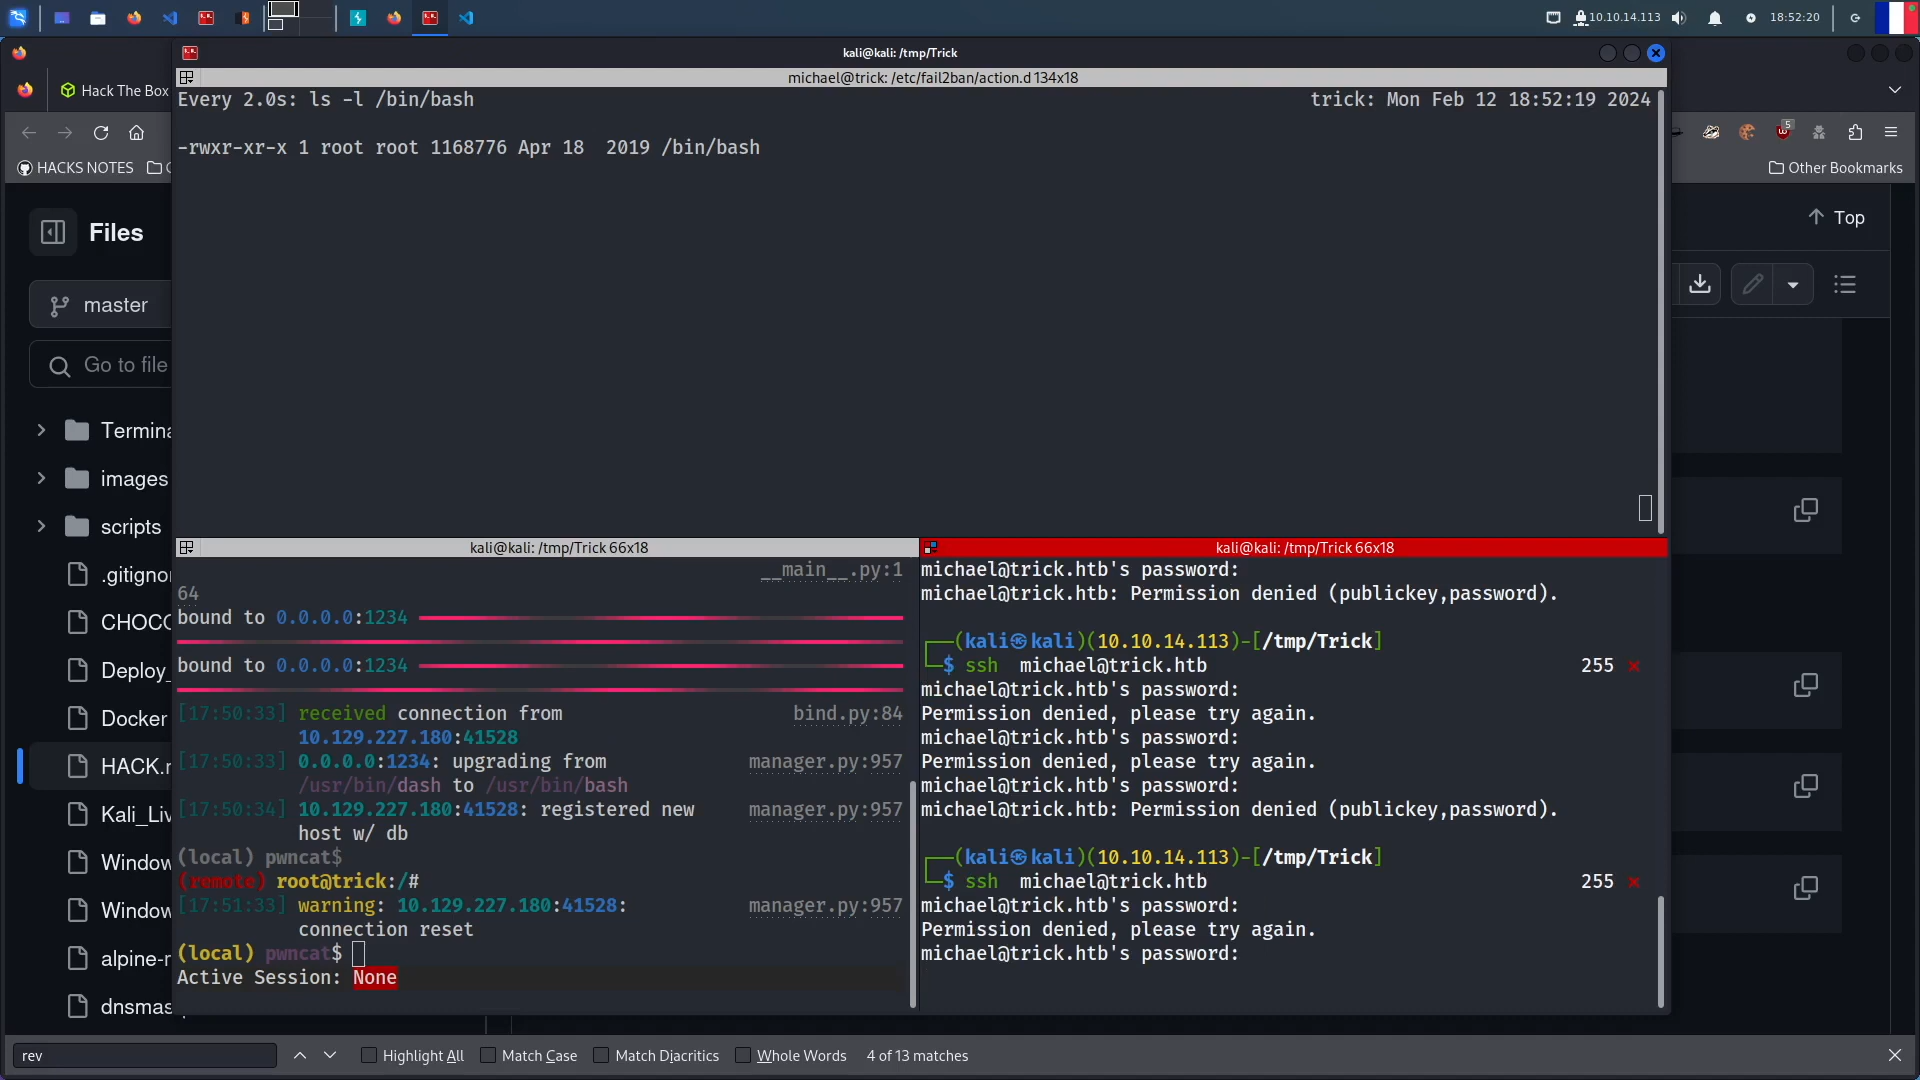 10.10.14.113
18:52:20
kali@kali: /tmp/Trick
Hack The Box
HACKS NOTES
Other Bookmarks
5
Files
Top
master
Go to file
Termina
images
scripts
.gitignor
Deploy_
Docker
HACK.r
Kali_Liv
Window
Window
alpine-r
dnsmas
michael@trick: /etc/fail2ban/action.d 134x18
Every 2.0s: ls -l /bin/bash
trick: Mon Feb 12 18:52:19 2024
-rwxr-xr-x 1 root root 1168776 Apr 18  2019 /bin/bash
kali@kali: /tmp/Trick 66x18
__main__.py:1
64
bound to 0.0.0.0:1234
bound to 0.0.0.0:1234
[17:50:33] received connection from bind.py:84
10.129.227.180:41528
[17:50:33] 0.0.0.0:1234: upgrading from manager.py:957
/usr/bin/dash to /usr/bin/bash
[17:50:34] 10.129.227.180:41528: registered new manager.py:957
host w/ db
(local) pwncat$
(remote) root@trick:/#
[17:51:33] warning: 10.129.227.180:41528: manager.py:957
connection reset
(local) pwncat$
Active Session: None
kali@kali: /tmp/Trick 66x18
michael@trick.htb's password:
michael@trick.htb: Permission denied (publickey,password).
┌──(kali㉿kali)(10.10.14.113)-[/tmp/Trick]
└─$ ssh  michael@trick.htb 255 ⨯
michael@trick.htb's password:
Permission denied, please try again.
michael@trick.htb's password:
Permission denied, please try again.
michael@trick.htb's password:
michael@trick.htb: Permission denied (publickey,password).
┌──(kali㉿kali)(10.10.14.113)-[/tmp/Trick]
└─$ ssh  michael@trick.htb 255 ⨯
michael@trick.htb's password:
Permission denied, please try again.
michael@trick.htb's password:
rev
Highlight All
Match Case
Match Diacritics
Whole Words
4 of 13 matches